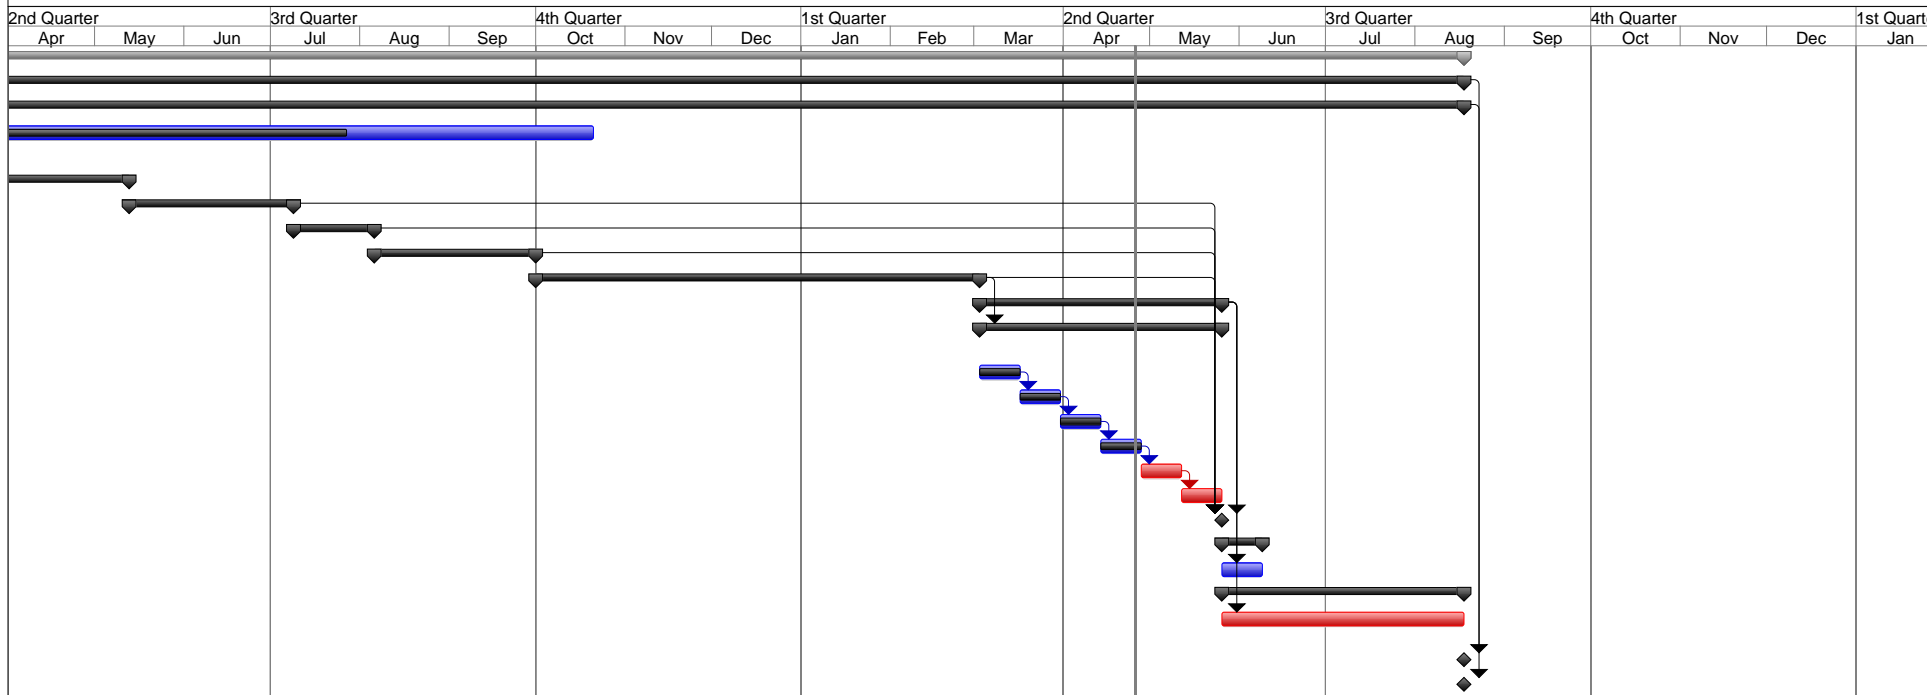 2nd Quarter 3rd Quarter 4th Quarter 1st Quarter 2nd Quarter 3rd Quarter 4th Quarter 1st Quart
Apr May Jun Jul Aug Sep Oct Nov Dec Jan Feb Mar Apr May Jun Jul Aug Sep Oct Nov Dec Jan